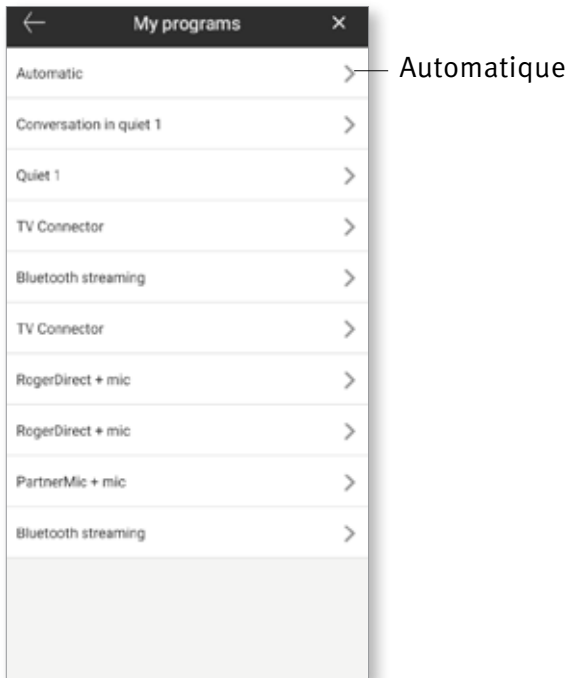 My programs
Automatic
Automatique
Conversation in quiet 1
Quiet 1
TV Connector
Bluetooth streaming
TV Connector
RogerDirect + mic
RogerDirect + mic
PartnerMic + mic
Bluetooth streaming